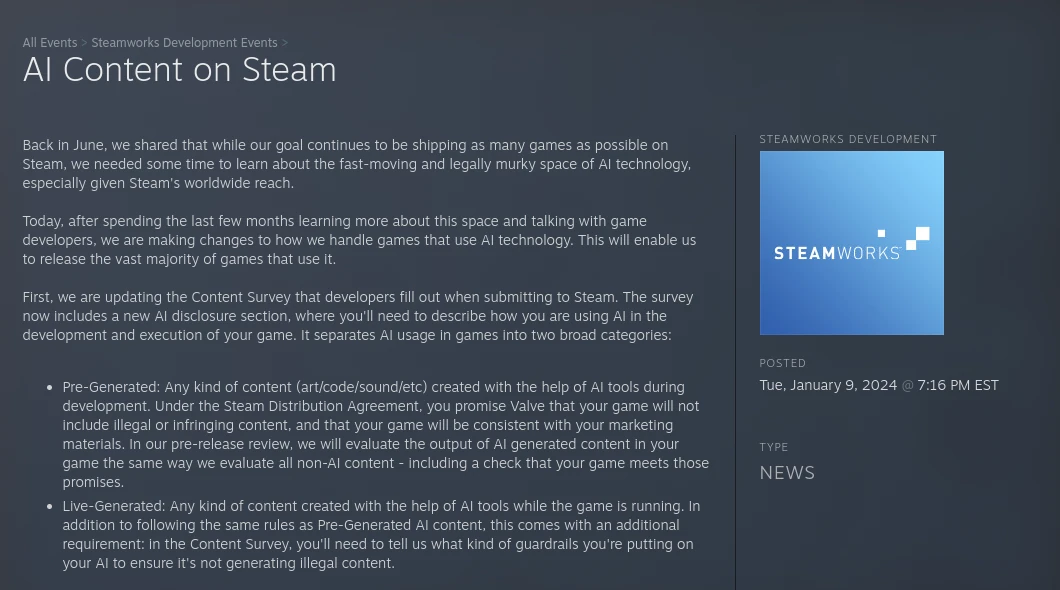 All Events > Steamworks Development Events >
AI Content on Steam
Back in June, we shared that while our goal continues to be shipping as many games as possible on
Steam, we needed some time to learn about the fast-moving and legally murky space of AI technology,
especially given Steam's worldwide reach.
Today, after spending the last few months learning more about this space and talking with game
developers, we are making changes to how we handle games that use AI technology. This will enable us
to release the vast majority of games that use it.
First, we are updating the Content Survey that developers fill out when submitting to Steam. The survey
now includes a new AI disclosure section, where you'll need to describe how you are using AI in the
development and execution of your game. It separates AI usage in games into two broad categories:
• Pre-Generated: Any kind of content (art/code/sound/etc) created with the help of AI tools during
development. Under the Steam Distribution Agreement, you promise Valve that your game will not
include illegal or infringing content, and that your game will be consistent with your marketing
materials. In our pre-release review, we will evaluate the output of AI generated content in your
game the same way we evaluate all non-AI content - including a check that your game meets those
promises.
• Live-Generated: Any kind of content created with the help of AI tools while the game is running. In
addition to following the same rules as Pre-Generated AI content, this comes with an additional
requirement: in the Content Survey, you'll need to tell us what kind of guardrails you're putting on
your AI to ensure it's not generating illegal content.
STEAMWORKS DEVELOPMENT
STEAMWORKS
POSTED
Tue, January 9, 2024 @ 7:16 PM EST
TYPE
NEWS